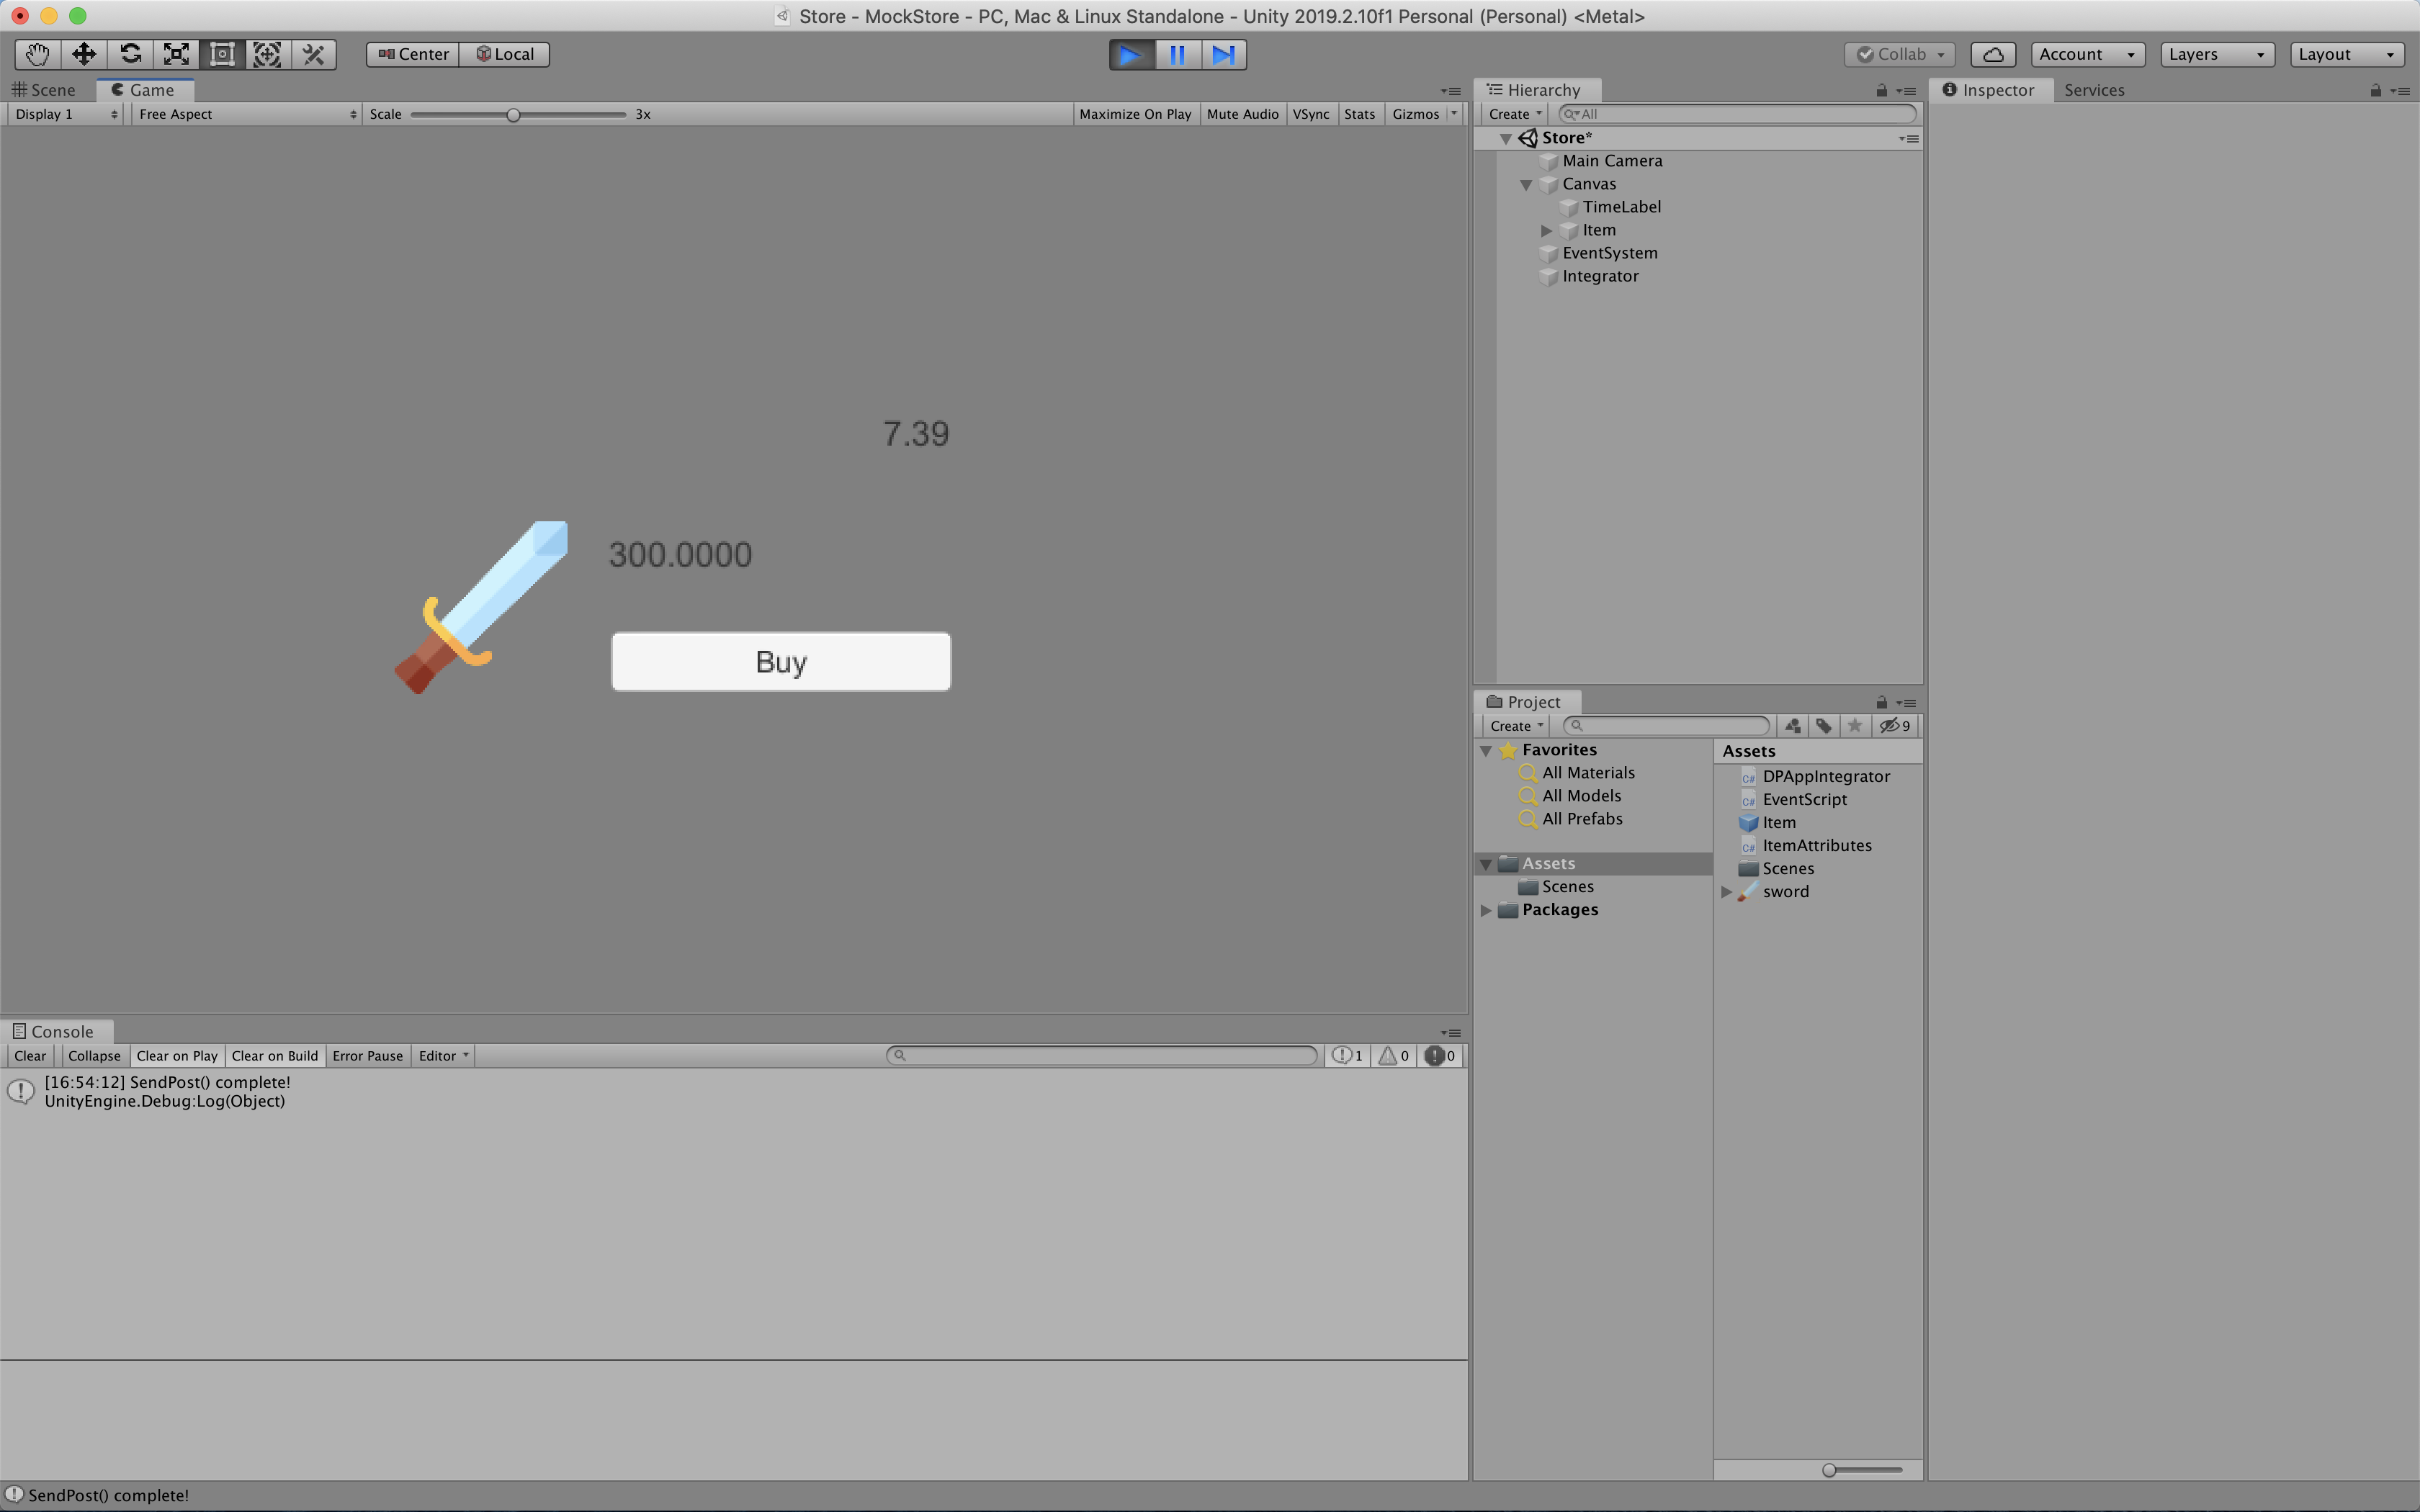 Store - MockStore - PC, Mac & Linux Standalone - Unity 2019.2.10f1 Personal (Personal) <Metal>
Center Local Collab Account Layers Layout
Scene Game
Display 1 Free Aspect Scale 3x Maximize On Play Mute Audio VSync Stats Gizmos
7.39
300.0000
Buy
Hierarchy
Create All
Store*
Main Camera
Canvas
TimeLabel
Item
EventSystem
Integrator
Inspector Services
Project
Create 9
Favorites
All Materials
All Models
All Prefabs
Assets
Scenes
Packages
Assets
C# DPAppIntegrator
C# EventScript
Item
C# ItemAttributes
Scenes
sword
Console
Clear Collapse Clear on Play Clear on Build Error Pause Editor 1 0 0
[16:54:12] SendPost() complete!
UnityEngine.Debug:Log(Object)
SendPost() complete!